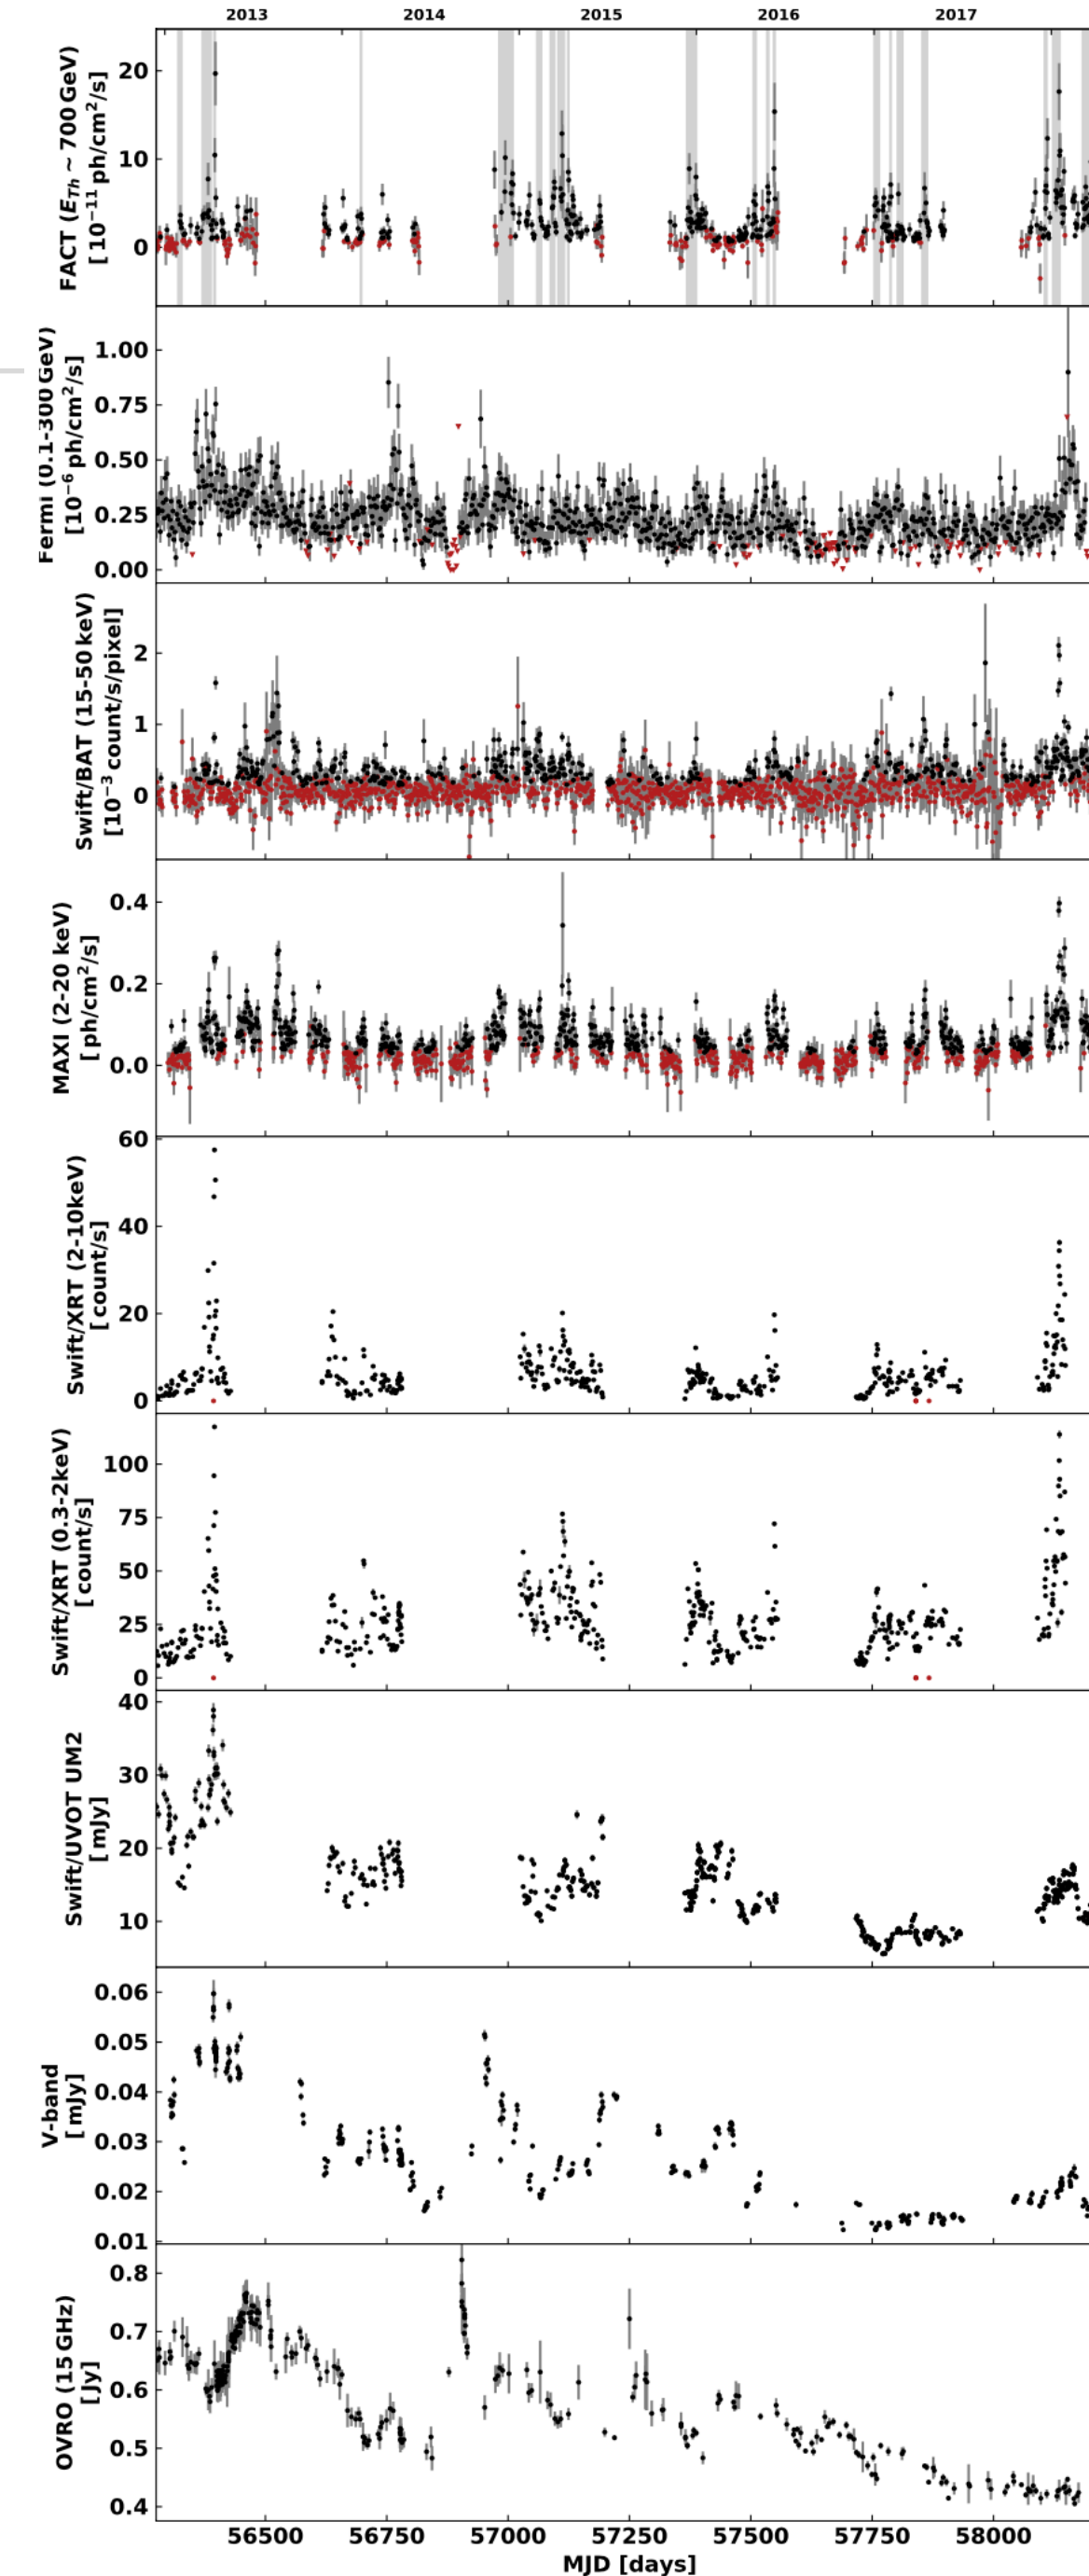 2013 2014 2015 2016 2017
FACT (E_Th ~ 700 GeV)
[10⁻¹¹ ph/cm²/s]
20
10
0
Fermi (0.1-300 GeV)
[10⁻⁶ ph/cm²/s]
1.00
0.75
0.50
0.25
0.00
Swift/BAT (15-50 keV)
[10⁻³ count/s/pixel]
2
1
0
MAXI (2-20 keV)
[ph/cm²/s]
0.4
0.2
0.0
Swift/XRT (2-10keV)
[count/s]
60
40
20
0
Swift/XRT (0.3-2keV)
[count/s]
100
75
50
25
0
Swift/UVOT UM2
[mJy]
40
30
20
10
V-band
[mJy]
0.06
0.05
0.04
0.03
0.02
0.01
OVRO (15 GHz)
[Jy]
0.8
0.7
0.6
0.5
0.4
56500 56750 57000 57250 57500 57750 58000
MJD [days]